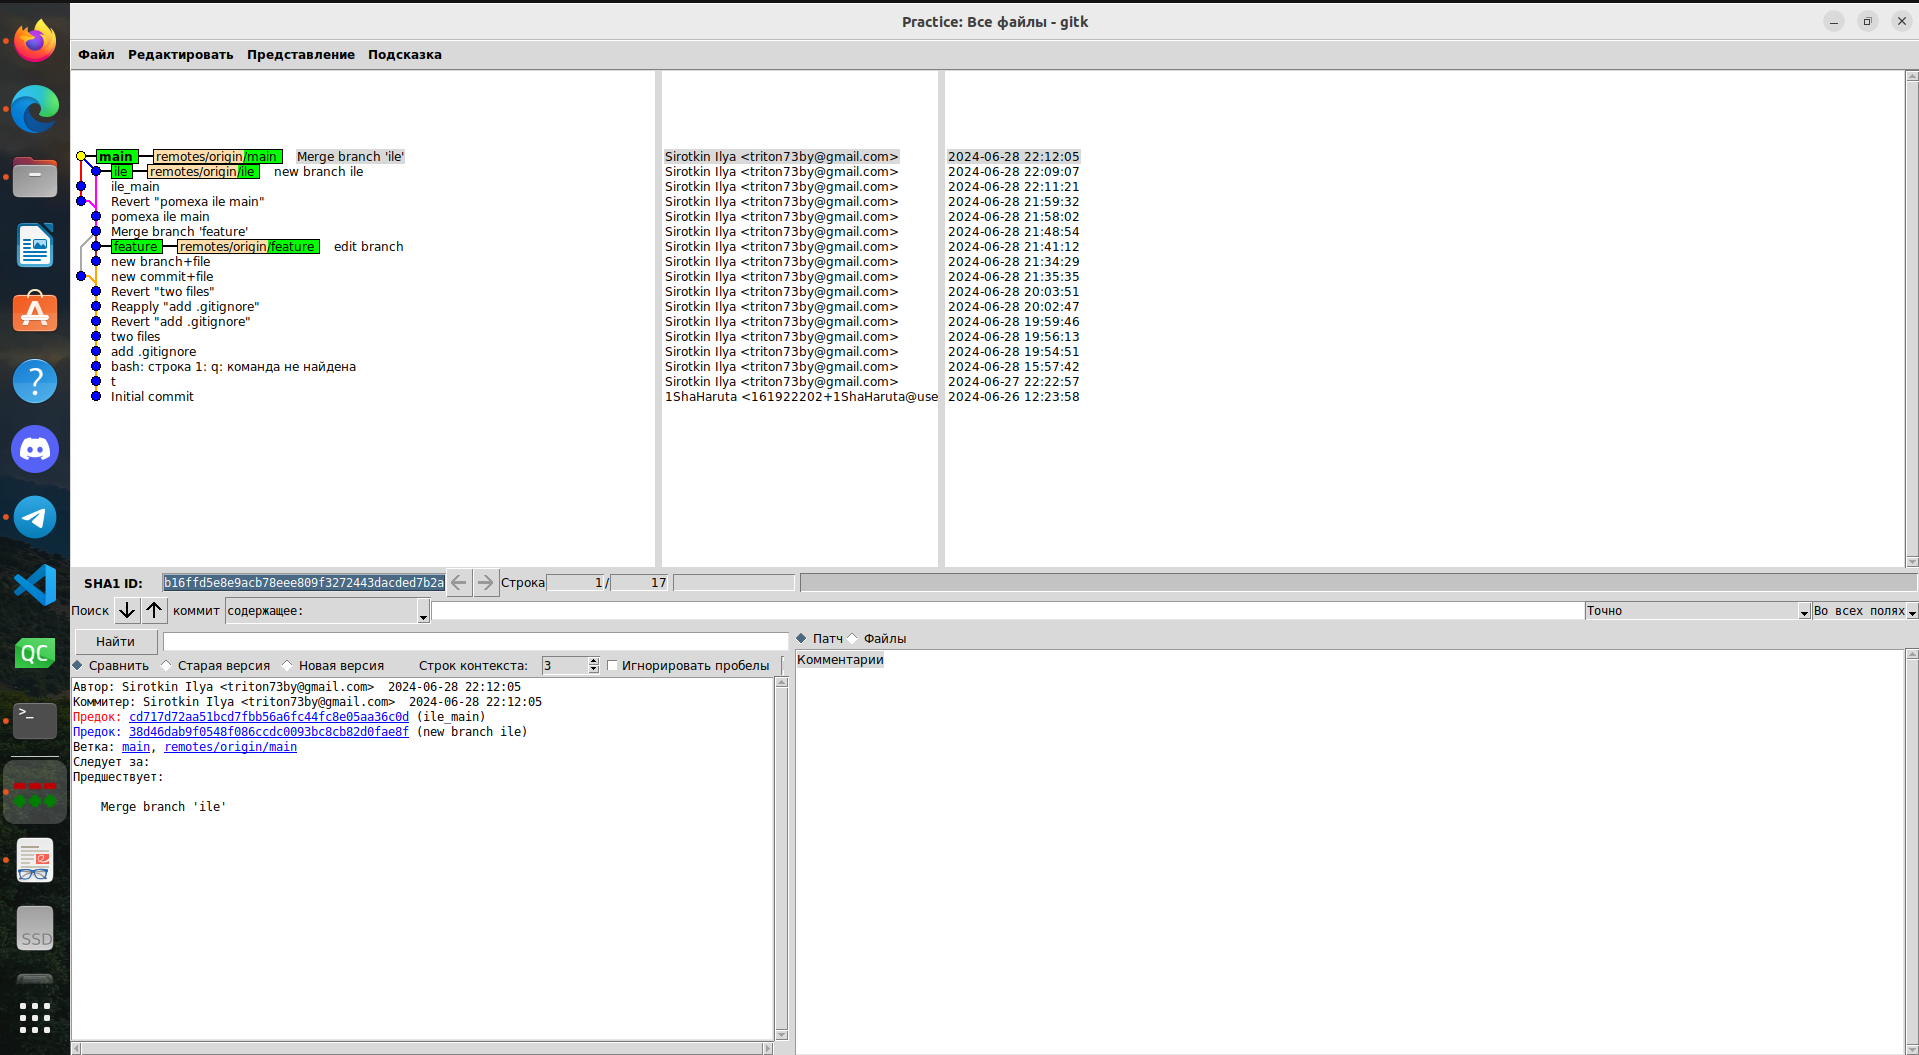 Practice: Все файлы - gitk
Файл Редактировать Представление Подсказка
main remotes/origin/main Merge branch 'ile' Sirotkin Ilya <triton73by@gmail.com> 2024-06-28 22:12:05
ile remotes/origin/ile new branch ile Sirotkin Ilya <triton73by@gmail.com> 2024-06-28 22:09:07
ile_main Sirotkin Ilya <triton73by@gmail.com> 2024-06-28 22:11:21
Revert "pomexa ile main" Sirotkin Ilya <triton73by@gmail.com> 2024-06-28 21:59:32
pomexa ile main Sirotkin Ilya <triton73by@gmail.com> 2024-06-28 21:58:02
Merge branch 'feature' Sirotkin Ilya <triton73by@gmail.com> 2024-06-28 21:48:54
feature remotes/origin/feature edit branch Sirotkin Ilya <triton73by@gmail.com> 2024-06-28 21:41:12
new branch+file Sirotkin Ilya <triton73by@gmail.com> 2024-06-28 21:34:29
new commit+file Sirotkin Ilya <triton73by@gmail.com> 2024-06-28 21:35:35
Revert "two files" Sirotkin Ilya <triton73by@gmail.com> 2024-06-28 20:03:51
Reapply "add .gitignore" Sirotkin Ilya <triton73by@gmail.com> 2024-06-28 20:02:47
Revert "add .gitignore" Sirotkin Ilya <triton73by@gmail.com> 2024-06-28 19:59:46
two files Sirotkin Ilya <triton73by@gmail.com> 2024-06-28 19:56:13
add .gitignore Sirotkin Ilya <triton73by@gmail.com> 2024-06-28 19:54:51
bash: строка 1: q: команда не найдена Sirotkin Ilya <triton73by@gmail.com> 2024-06-28 15:57:42
t Sirotkin Ilya <triton73by@gmail.com> 2024-06-27 22:22:57
Initial commit 1ShaHaruta <161922202+1ShaHaruta@use 2024-06-26 12:23:58
SHA1 ID: b16ffd5e8e9acb78eee809f3272443dacded7b2a Строка 1 / 17
Поиск коммит содержащее: Точно Во всех полях
Найти Патч Файлы
Сравнить Старая версия Новая версия Строк контекста: 3 Игнорировать пробелы
Комментарии
Автор: Sirotkin Ilya <triton73by@gmail.com> 2024-06-28 22:12:05
Коммитер: Sirotkin Ilya <triton73by@gmail.com> 2024-06-28 22:12:05
Предок: cd717d72aa51bcd7fbb56a6fc44fc8e05aa36c0d (ile_main)
Предок: 38d46dab9f0548f086ccdc0093bc8cb82d0fae8f (new branch ile)
Ветка: main, remotes/origin/main
Следует за:
Предшествует:
Merge branch 'ile'
QC
SSD